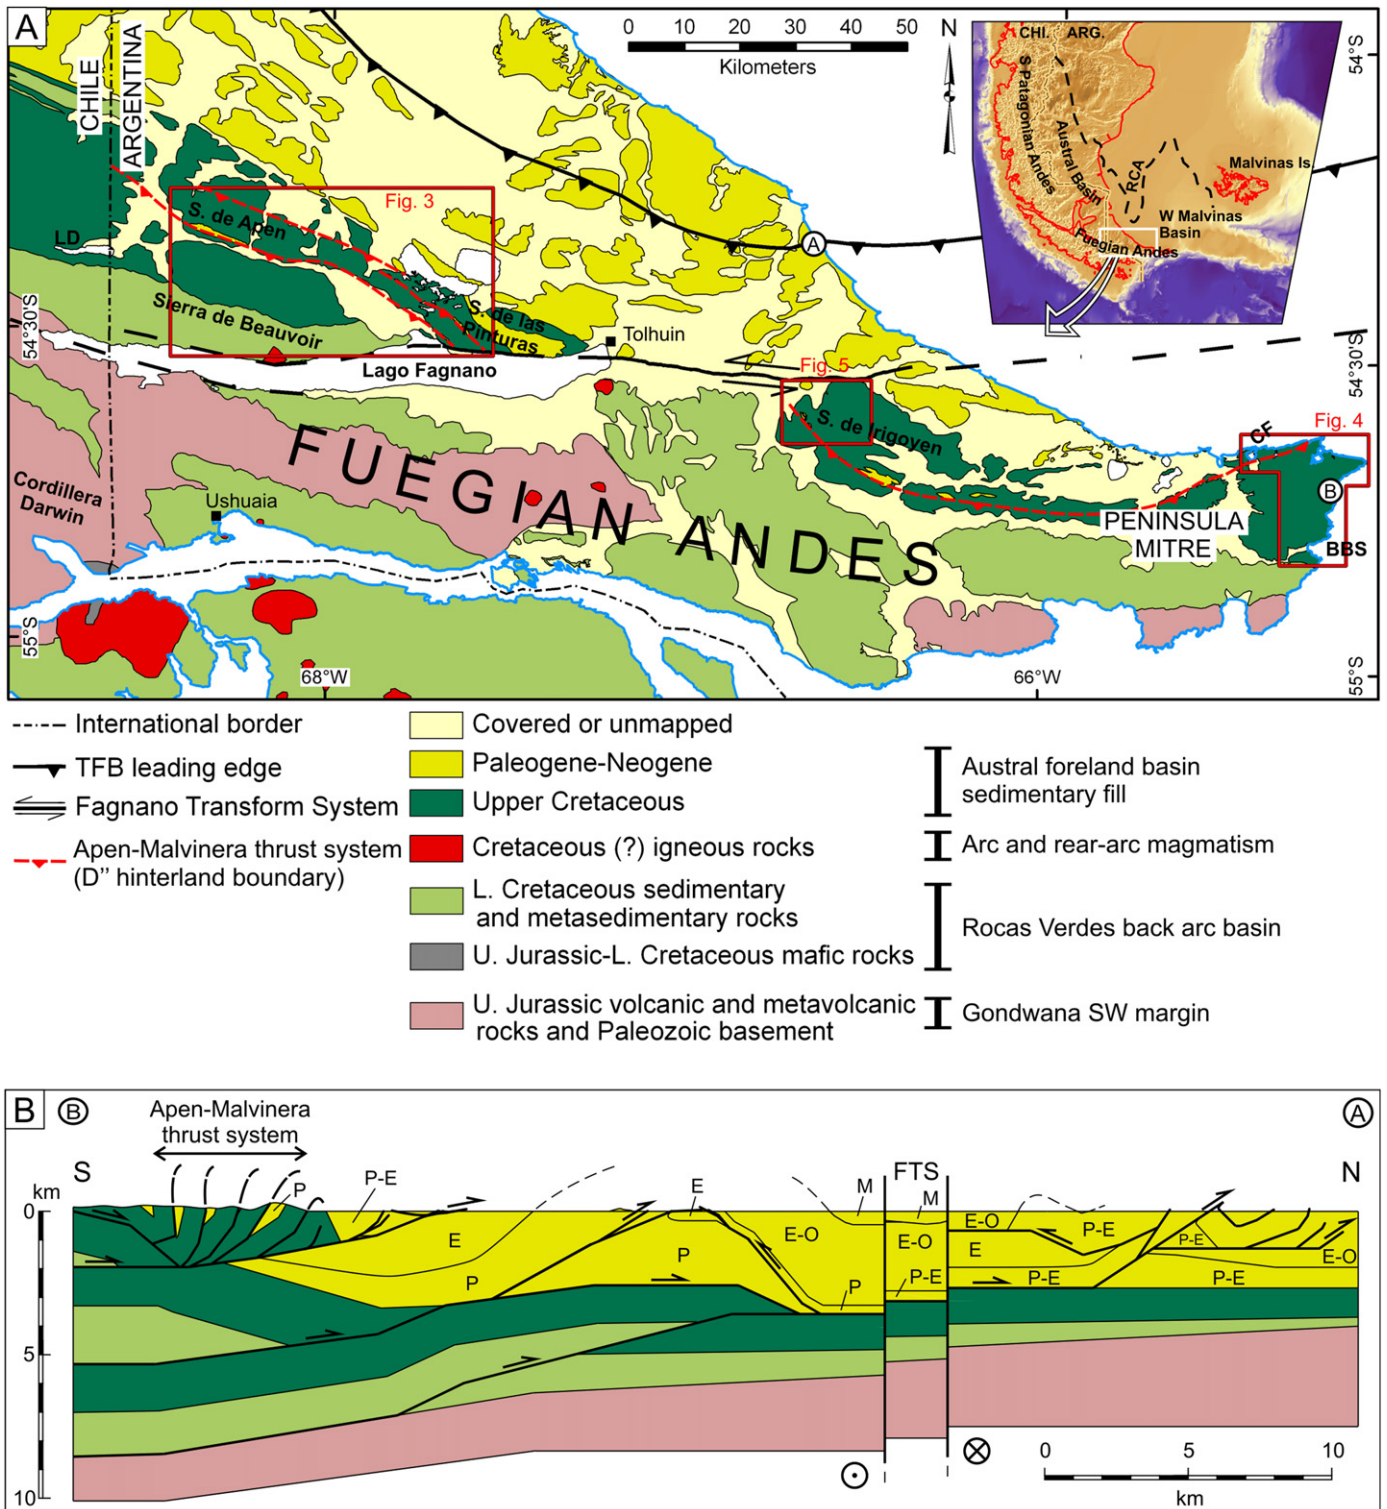 A
0 10 20 30 40 50
Kilometers
N
54°S
CHILE
ARGENTINA
CHI. ARG.
S Patagonian Andes
Austral Basin
RCA
Malvinas Is.
W Malvinas
Basin
Fuegian Andes
Fig. 3
S. de Apen
LD
A
Sierra de Beauvoir
S. de las
Pinturas
Tolhuin
54°30'S
54°30'S
Lago Fagnano
Fig. 5
S. de Irigoyen
CF
Fig. 4
FUEGIAN ANDES
Cordillera
Darwin
Ushuaia
B
PENINSULA
MITRE
BBS
55°S
68°W
66°W
55°S
International border
TFB leading edge
Fagnano Transform System
Apen-Malvinera thrust system
(D'' hinterland boundary)
Covered or unmapped
Paleogene-Neogene
Upper Cretaceous
Cretaceous (?) igneous rocks
L. Cretaceous sedimentary
and metasedimentary rocks
U. Jurassic-L. Cretaceous mafic rocks
U. Jurassic volcanic and metavolcanic
rocks and Paleozoic basement
Austral foreland basin
sedimentary fill
Arc and rear-arc magmatism
Rocas Verdes back arc basin
Gondwana SW margin
B
B
Apen-Malvinera
thrust system
A
S
P
P-E
E
M
FTS
M
N
km
0
E
E-O
E-O
E-O
P-E
P
E
P-E
E-O
P
P
P-E
P-E
P-E
5
10
0 5 10
km